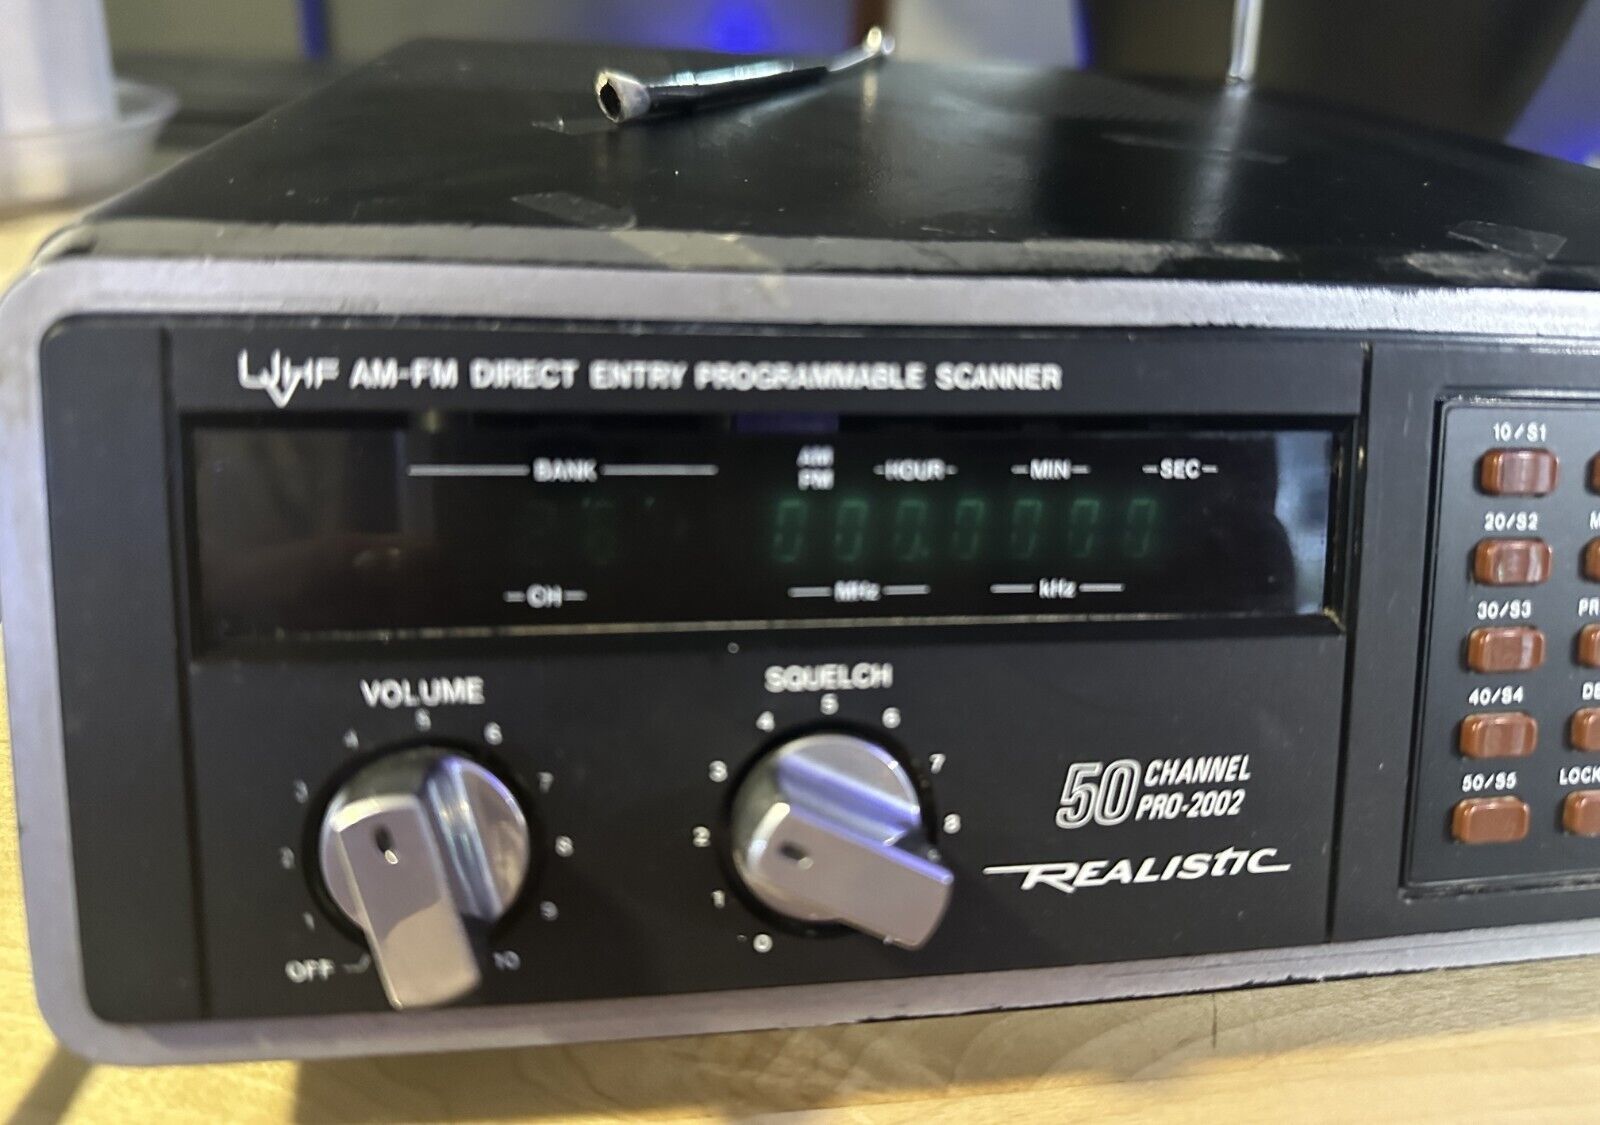 UVHF AM-FM DIRECT ENTRY PROGRAMMABLE SCANNER
BANK
AM
PM
HOUR
MIN
SEC
000.0000
CH
MHz
kHz
VOLUME
OFF 1 2 3 4 5 6 7 8 9 10
SQUELCH
0 1 2 3 4 5 6 7 8
50 CHANNEL
PRO-2002
REALISTIC
10/S1
20/S2
30/S3
40/S4
50/S5